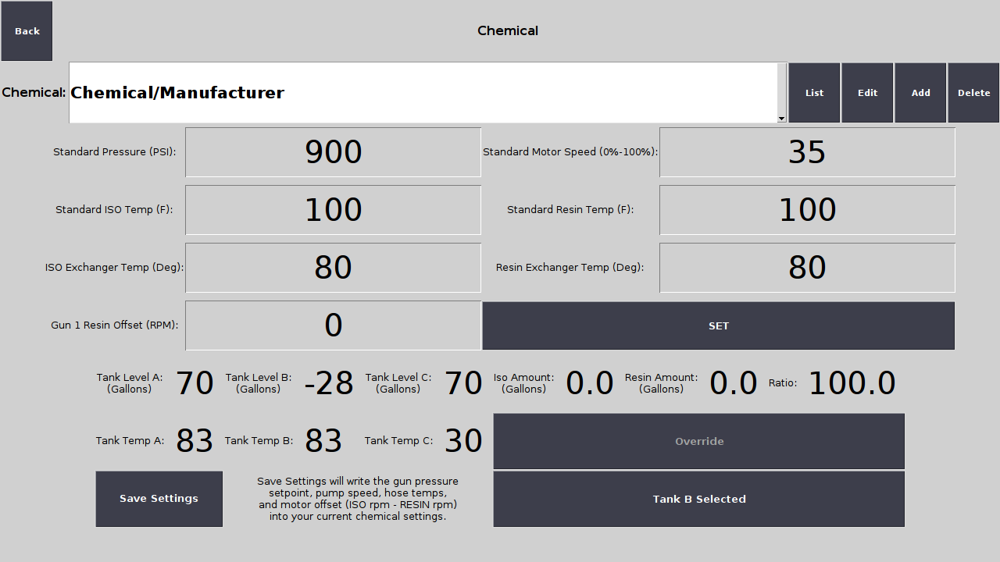 Back
Chemical
Chemical: Chemical/Manufacturer List Edit Add Delete
Standard Pressure (PSI): 900 Standard Motor Speed (0%-100%): 35
Standard ISO Temp (F): 100 Standard Resin Temp (F): 100
ISO Exchanger Temp (Deg): 80 Resin Exchanger Temp (Deg): 80
Gun 1 Resin Offset (RPM): 0 SET
Tank Level A: (Gallons) 70 Tank Level B: (Gallons) -28 Tank Level C: (Gallons) 70 Iso Amount: (Gallons) 0.0 Resin Amount: (Gallons) 0.0 Ratio: 100.0
Tank Temp A: 83 Tank Temp B: 83 Tank Temp C: 30 Override
Save Settings
Save Settings will write the gun pressure
setpoint, pump speed, hose temps,
and motor offset (ISO rpm - RESIN rpm)
into your current chemical settings.
Tank B Selected